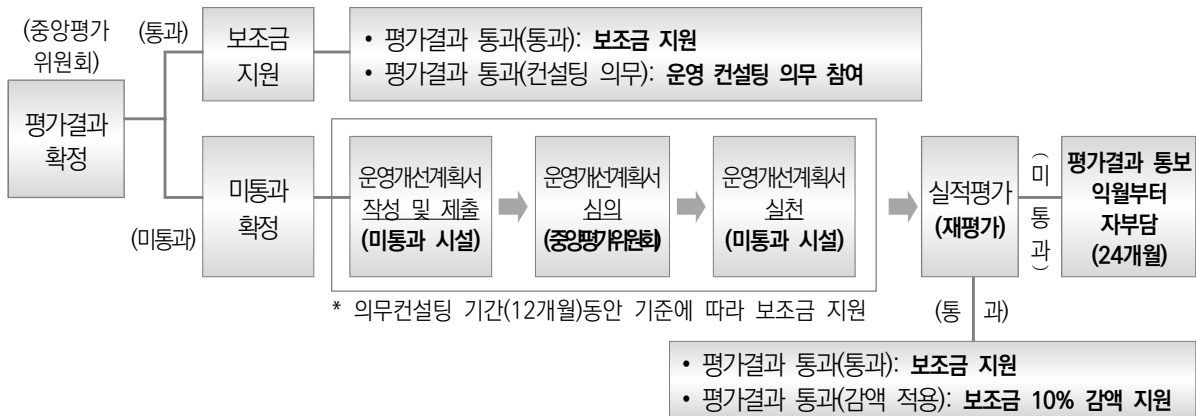 (중앙평가
위원회)
평가결과
확정
(통과)
보조금
지원
• 평가결과 통과(통과): 보조금 지원
• 평가결과 통과(컨설팅 의무): 운영 컨설팅 의무 참여
(미통과)
미통과
확정
운영개선계획서
작성 및 제출
(미통과 시설)
운영개선계획서
심의
(중앙평가위원회)
운영개선계획서
실천
(미통과 시설)
* 의무컨설팅 기간(12개월)동안 기준에 따라 보조금 지원
실적평가
(재평가)
(미통과)
평가결과 통보
익월부터
자부담
(24개월)
(통 과)
• 평가결과 통과(통과): 보조금 지원
• 평가결과 통과(감액 적용): 보조금 10% 감액 지원